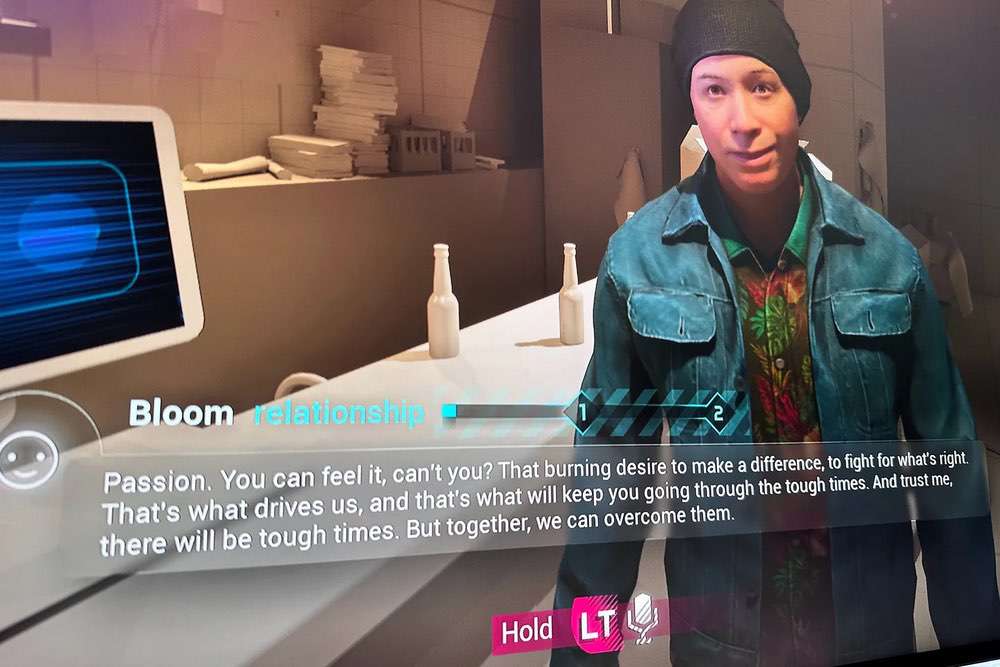 Bloom relationship 1 2
Passion. You can feel it, can't you? That burning desire to make a difference, to fight for what's right.
That's what drives us, and that's what will keep you going through the tough times. And trust me,
there will be tough times. But together, we can overcome them.
Hold LT